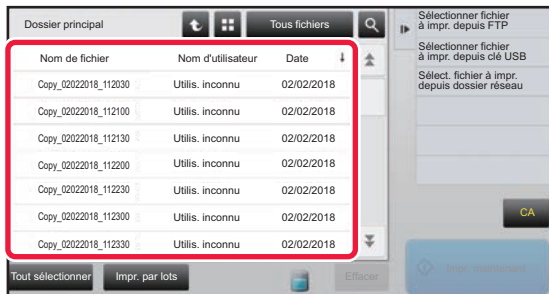 Dossier principal
Tous fichiers
Nom de fichier Nom d'utilisateur Date
Copy_02022018_112030 Utilis. inconnu 02/02/2018
Copy_02022018_112100 Utilis. inconnu 02/02/2018
Copy_02022018_112130 Utilis. inconnu 02/02/2018
Copy_02022018_112200 Utilis. inconnu 02/02/2018
Copy_02022018_112230 Utilis. inconnu 02/02/2018
Copy_02022018_112300 Utilis. inconnu 02/02/2018
Copy_02022018_112330 Utilis. inconnu 02/02/2018
Tout sélectionner
Impr. par lots
Effacer
Sélectionner fichier
à impr. depuis FTP
Sélectionner fichier
à impr. depuis clé USB
Sélect. fichier à impr.
depuis dossier réseau
CA